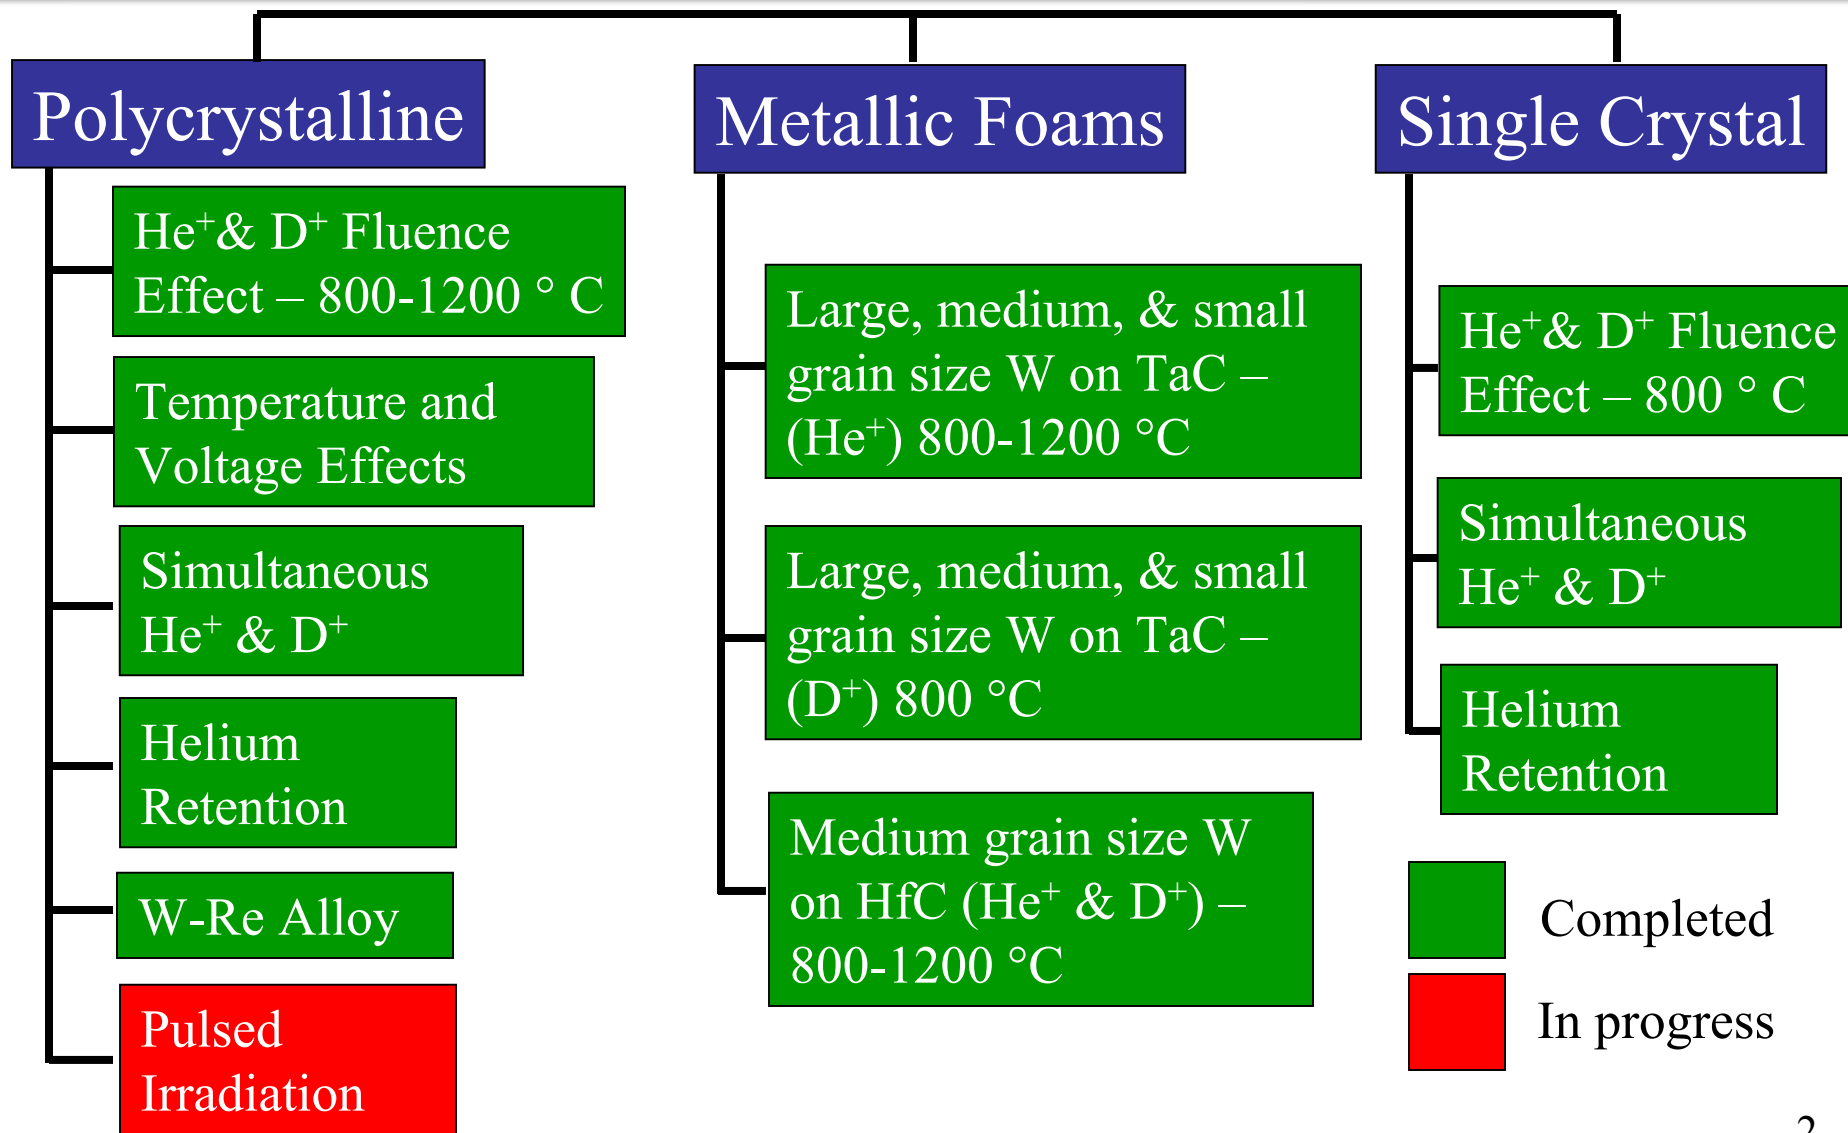 Polycrystalline
He⁺& D⁺ Fluence
Effect – 800-1200 ° C
Temperature and
Voltage Effects
Simultaneous
He⁺ & D⁺
Helium
Retention
W-Re Alloy
Pulsed
Irradiation
Metallic Foams
Large, medium, & small
grain size W on TaC –
(He⁺) 800-1200 °C
Large, medium, & small
grain size W on TaC –
(D⁺) 800 °C
Medium grain size W
on HfC (He⁺ & D⁺) –
800-1200 °C
Single Crystal
He⁺& D⁺ Fluence
Effect – 800 ° C
Simultaneous
He⁺ & D⁺
Helium
Retention
Completed
In progress
2